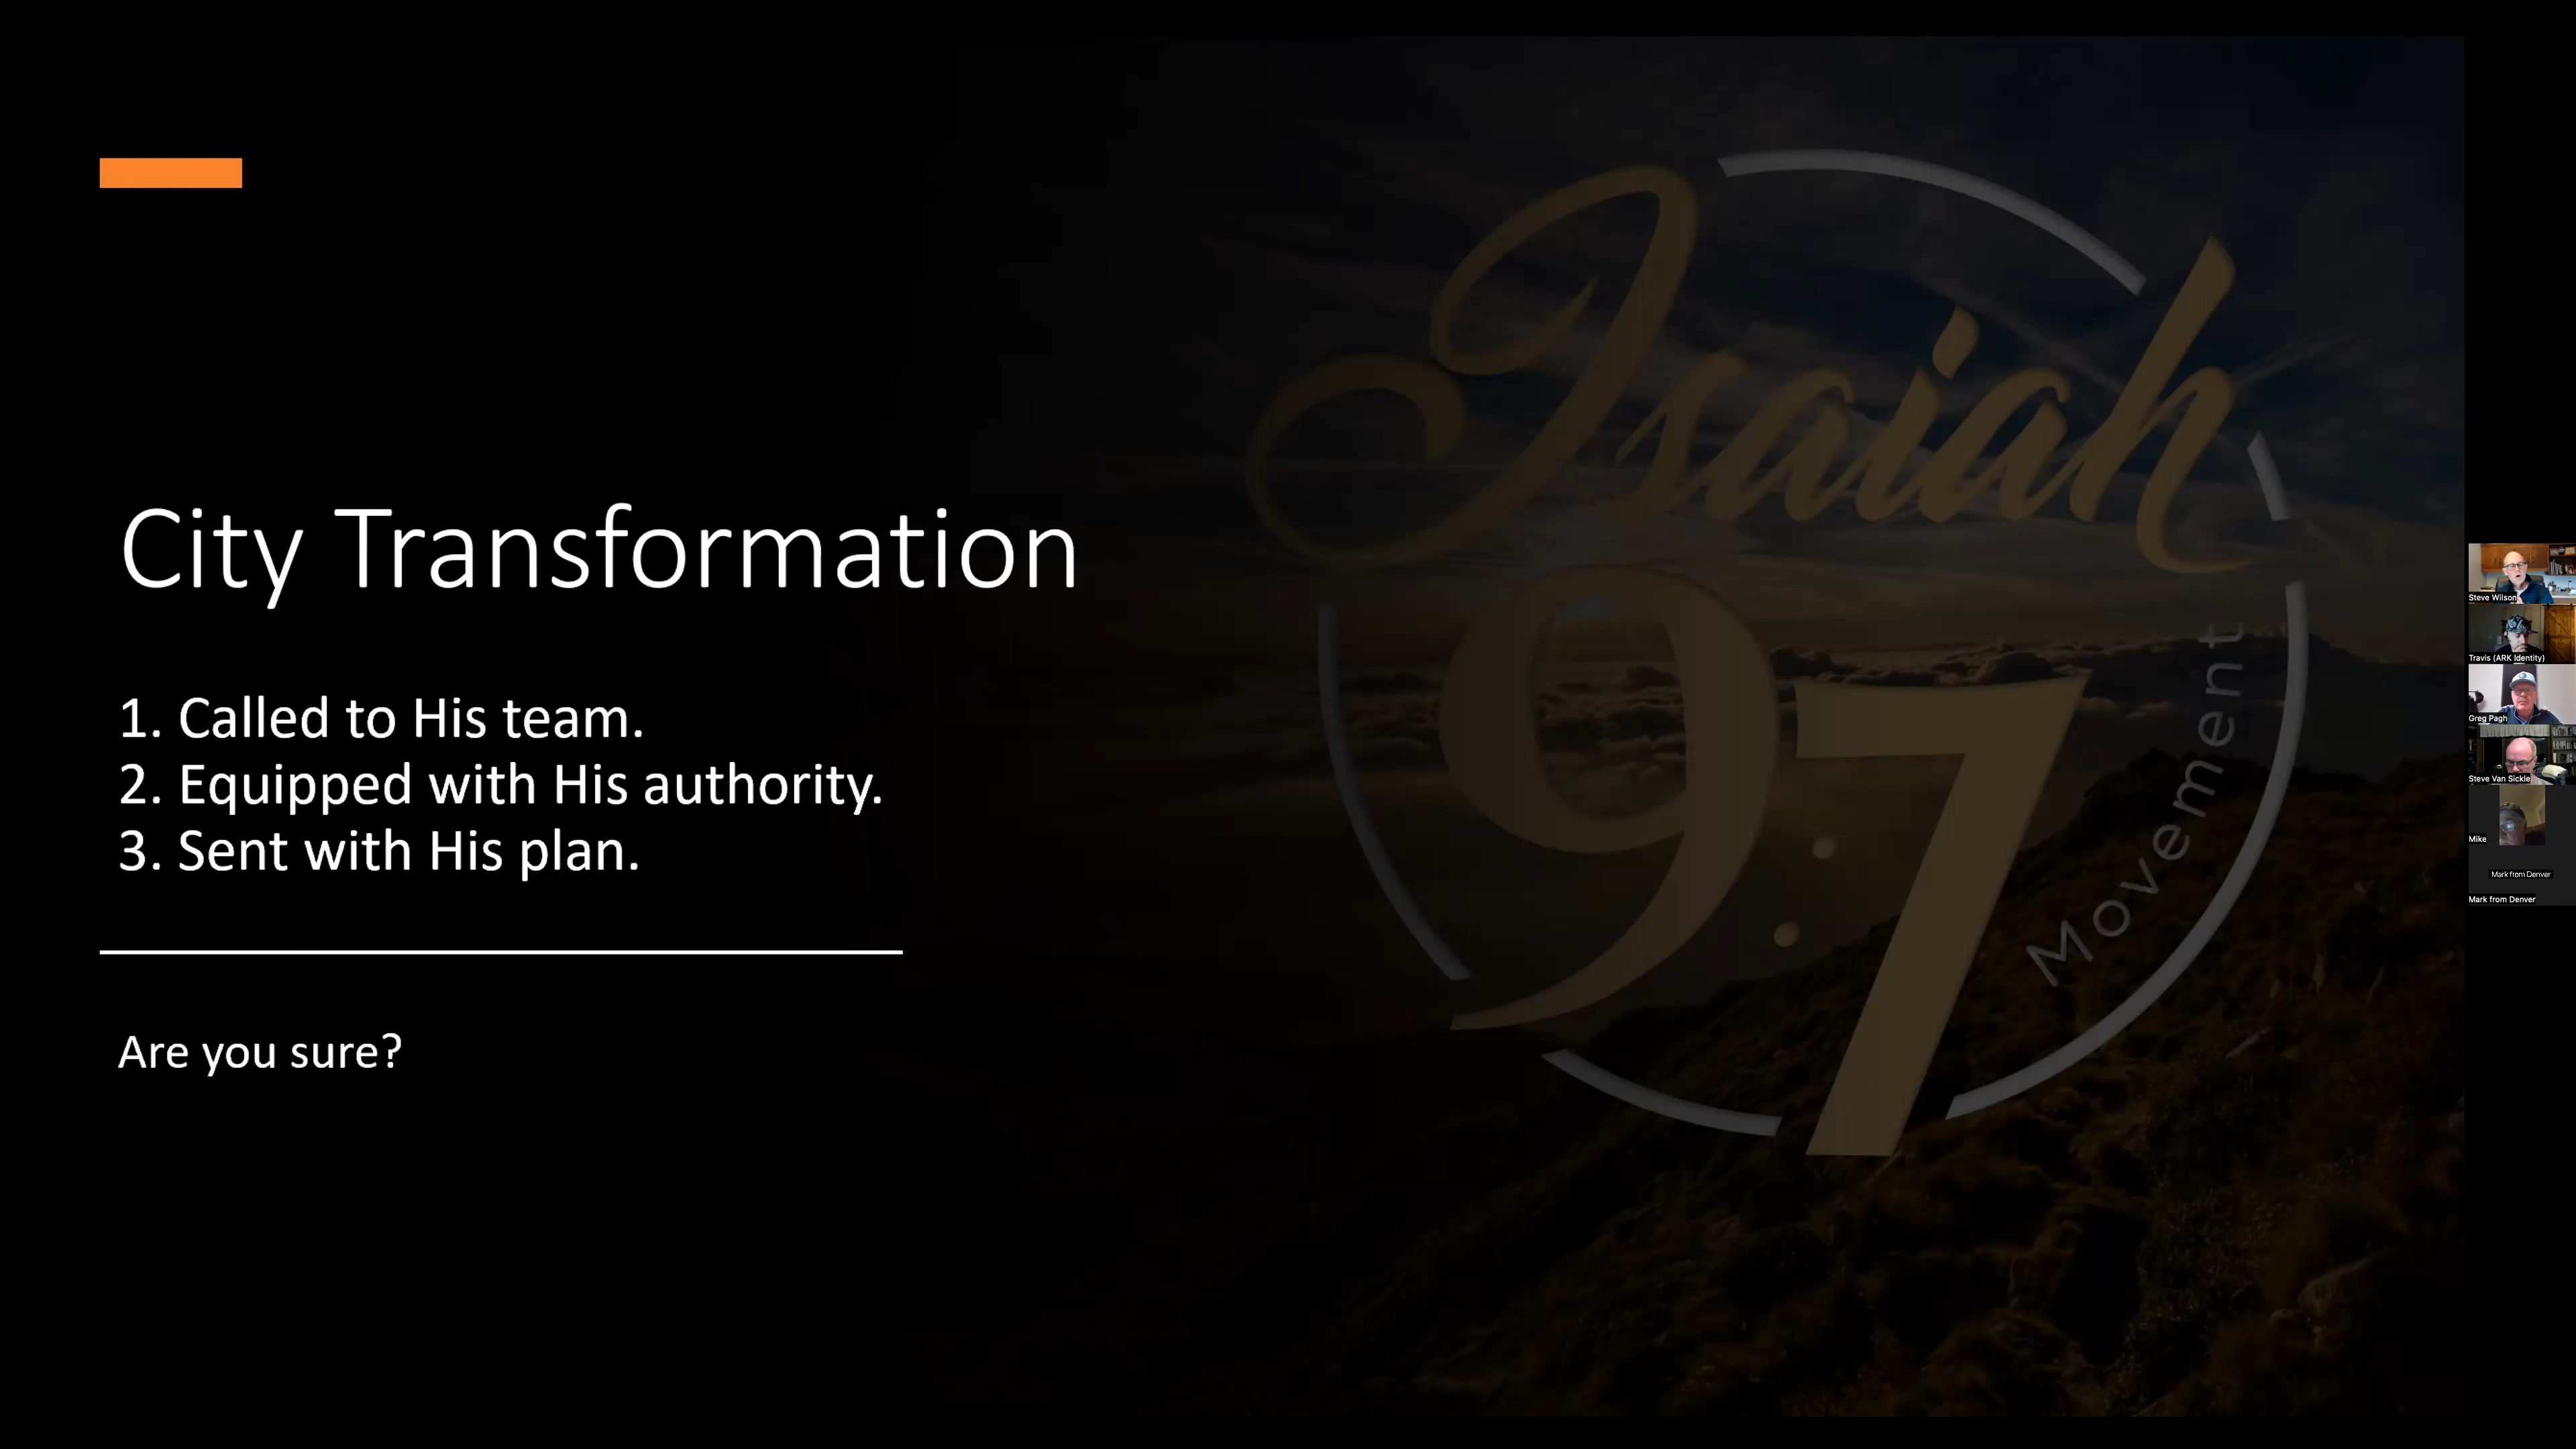 City Transformation
1. Called to His team.
2. Equipped with His authority.
3. Sent with His plan.
Are you sure?
Isaiah
9:7
Movement
Steve Wilson
Travis (ARK Identity)
Greg Pagh
Steve Van Sickle
Mike
Mark from Denver
Mark from Denver